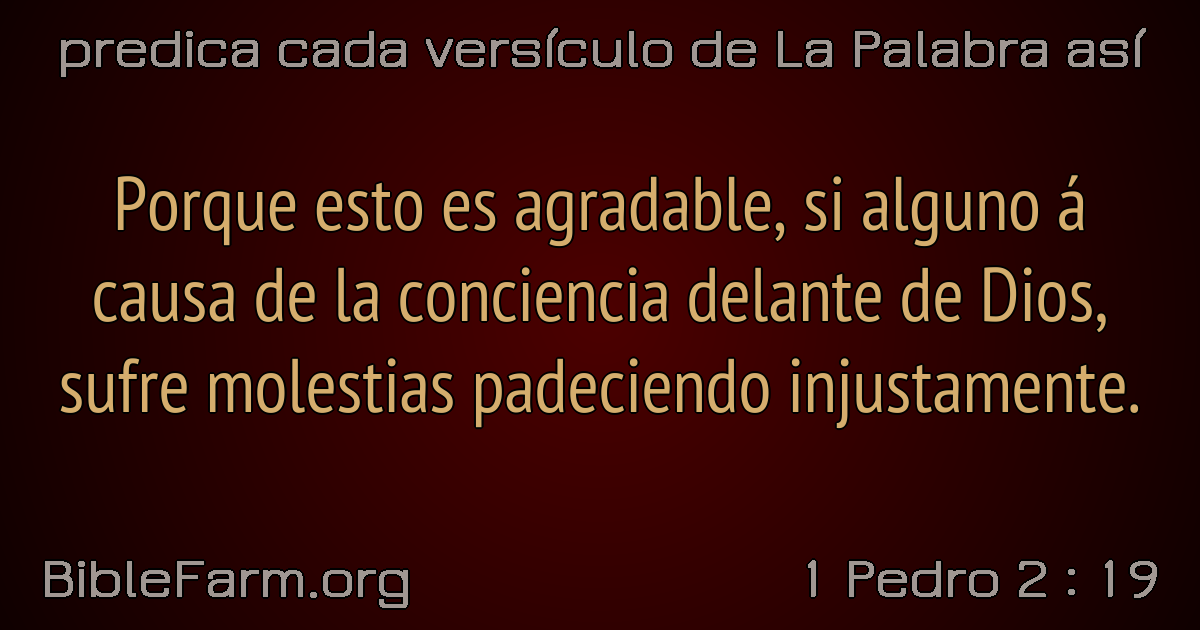 predica cada versículo de La Palabra así
Porque esto es agradable, si alguno á
causa de la conciencia delante de Dios,
sufre molestias padeciendo injustamente.
BibleFarm.org
1 Pedro 2 : 19